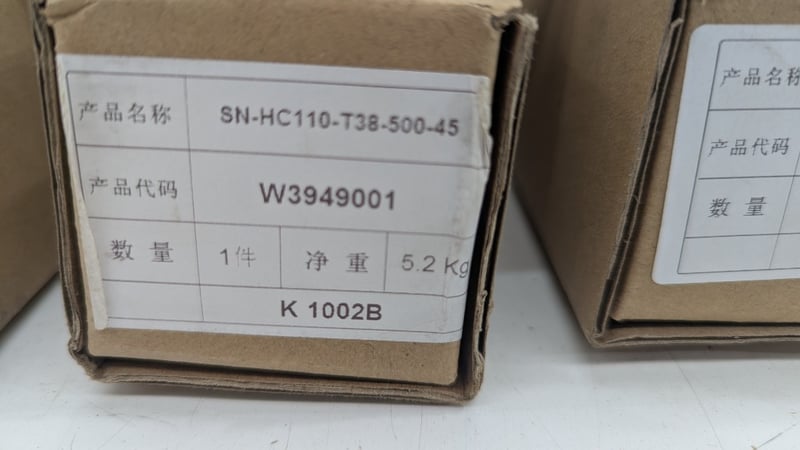 产品名称 SN-HC110-T38-500-45
产品代码 W3949001
数量 1件 净重 5.2 Kg
K 1002B
产品名称
产品代码
数量